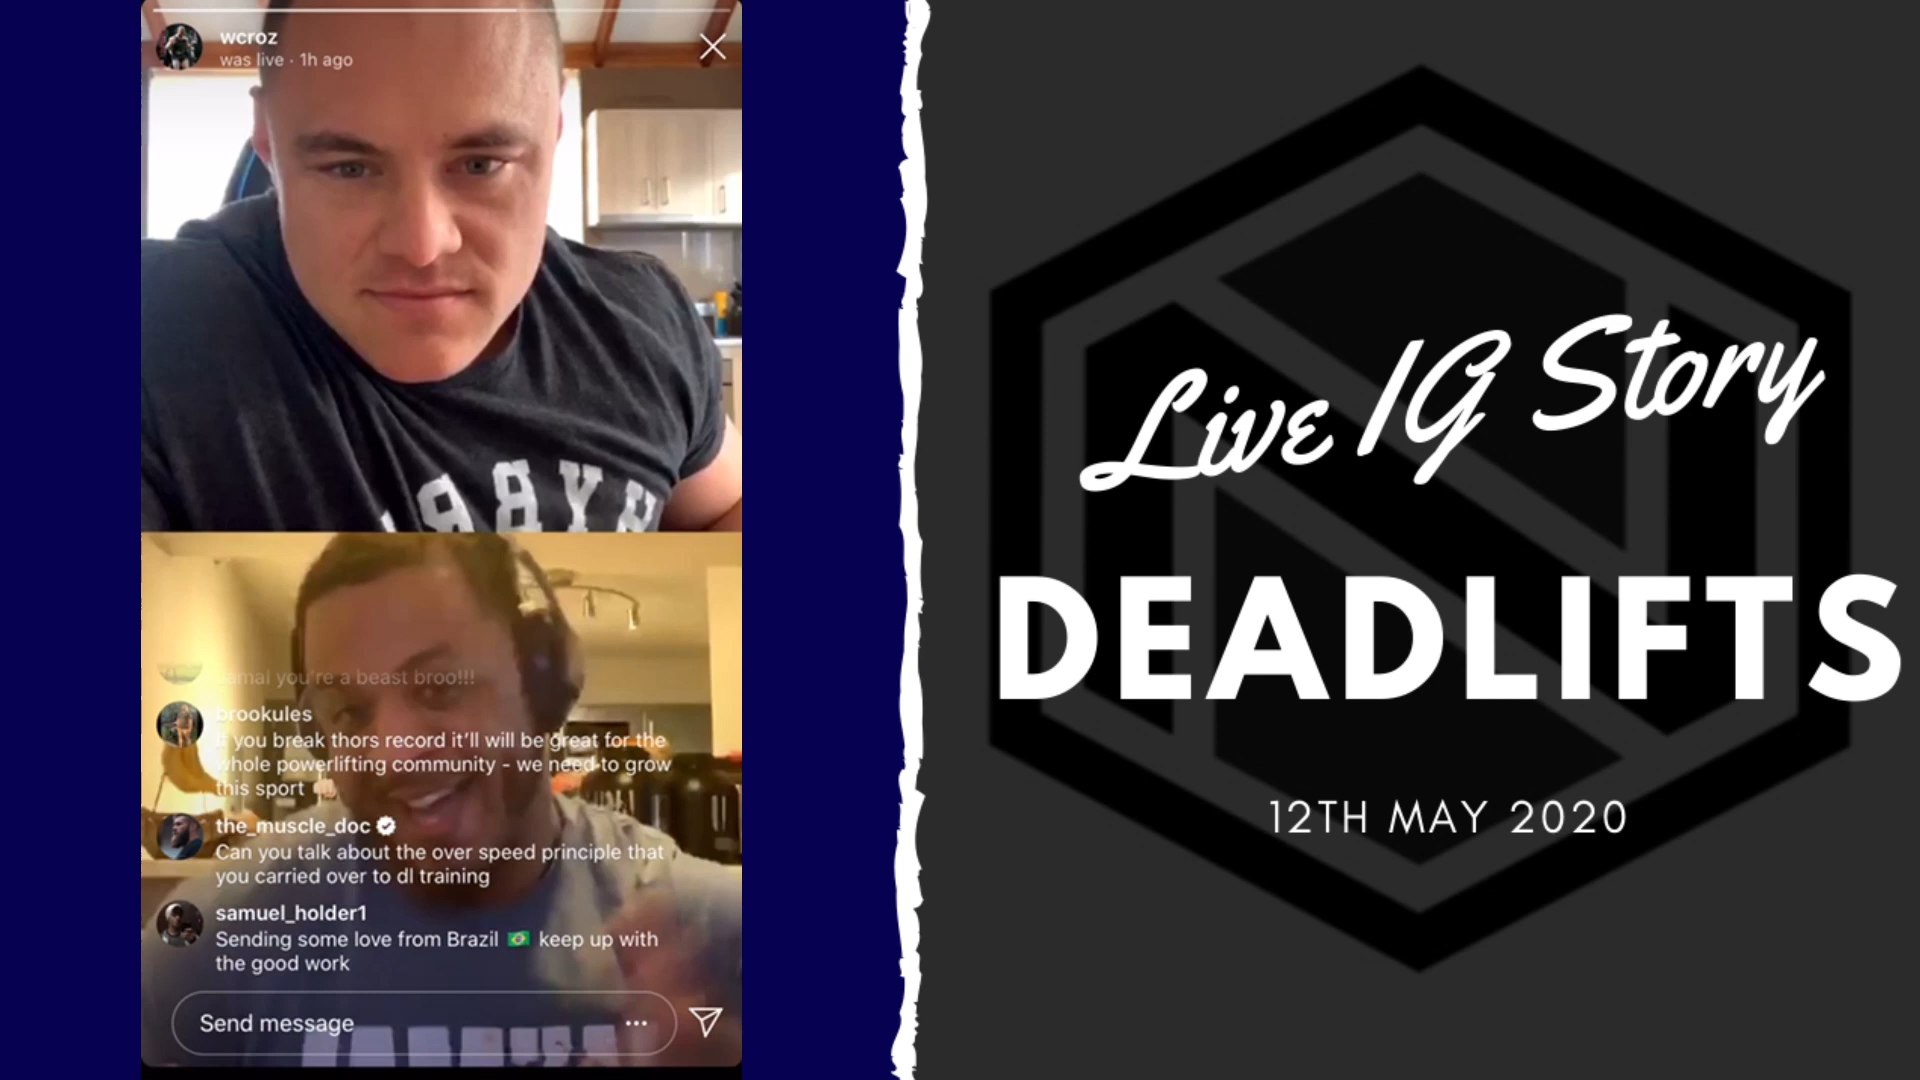 wcroz
was live · 1h ago
you're a beast broo!!!
brookules
If you break thors record it'll will be great for the
whole powerlifting community - we need to grow
this sport 👊🏼
the_muscle_doc
Can you talk about the over speed principle that
you carried over to dl training
samuel_holder1
Sending some love from Brazil 🇧🇷 keep up with
the good work
Send message
Live IG Story
DEADLIFTS
12TH MAY 2020